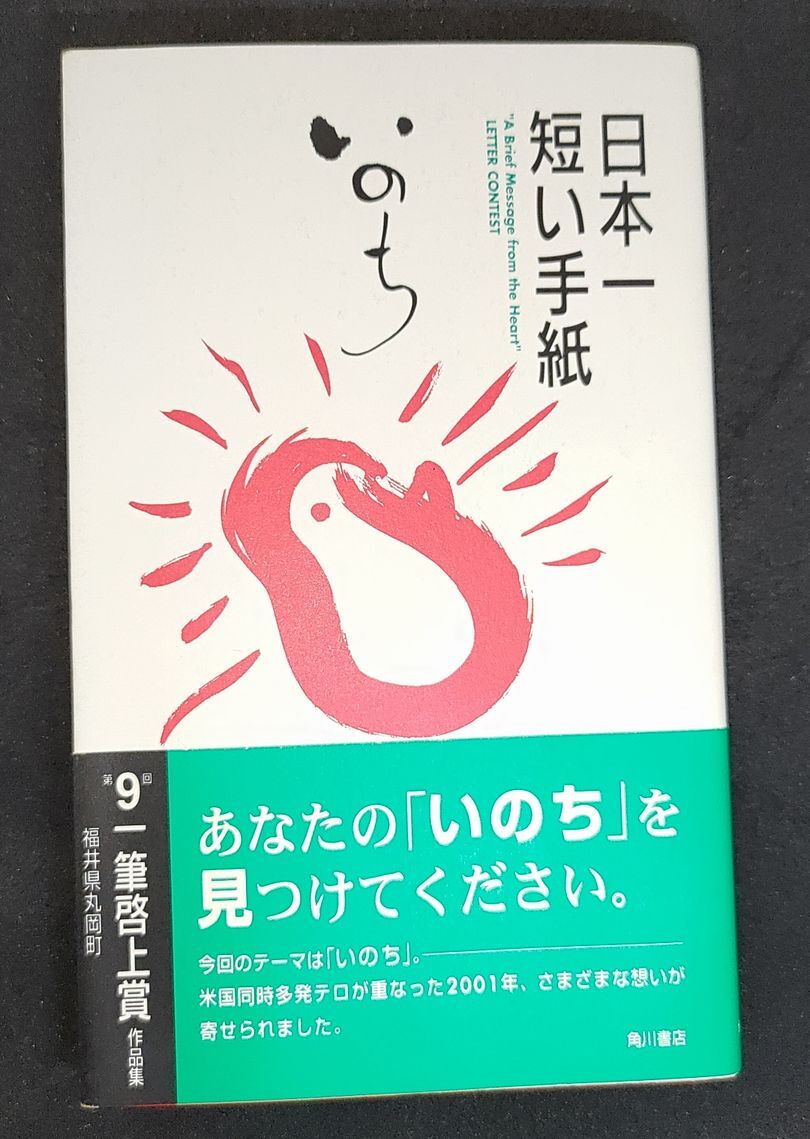 日本一
短い手紙
"A Brief Message from the Heart"
LETTER CONTEST
いのち
第9回
一筆啓上賞 作品集
福井県丸岡町
あなたの「いのち」を
見つけてください。
今回のテーマは「いのち」。
米国同時多発テロが重なった2001年、さまざまな想いが
寄せられました。
角川書店